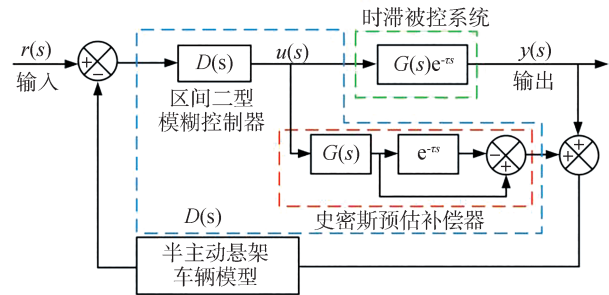 时滞被控系统
r(s)
输入
+
−
D(s)
u(s)
G(s)e-τs
y(s)
输出
区间二型
模糊控制器
G(s)
e-τs
−
+
+
+
D(s)
史密斯预估补偿器
半主动悬架
车辆模型